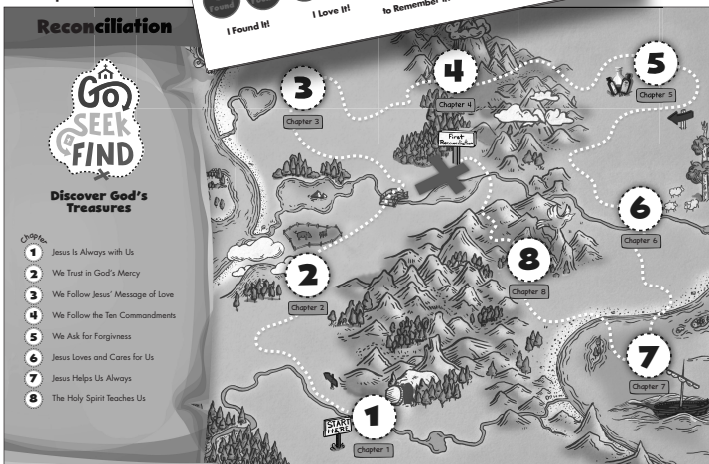 Found
I Found It!
I Love It!
to Remember It
Reconciliation
GO
SEEK
&
FIND
Discover God's
Treasures
Chapter
1 Jesus Is Always with Us
2 We Trust in God's Mercy
3 We Follow Jesus' Message of Love
4 We Follow the Ten Commandments
5 We Ask for Forgivness
6 Jesus Loves and Cares for Us
7 Jesus Helps Us Always
8 The Holy Spirit Teaches Us
3
Chapter 3
4
Chapter 4
5
Chapter 5
First
Reconciliation
6
Chapter 6
2
Chapter 2
8
Chapter 8
7
Chapter 7
START
HERE
1
Chapter 1